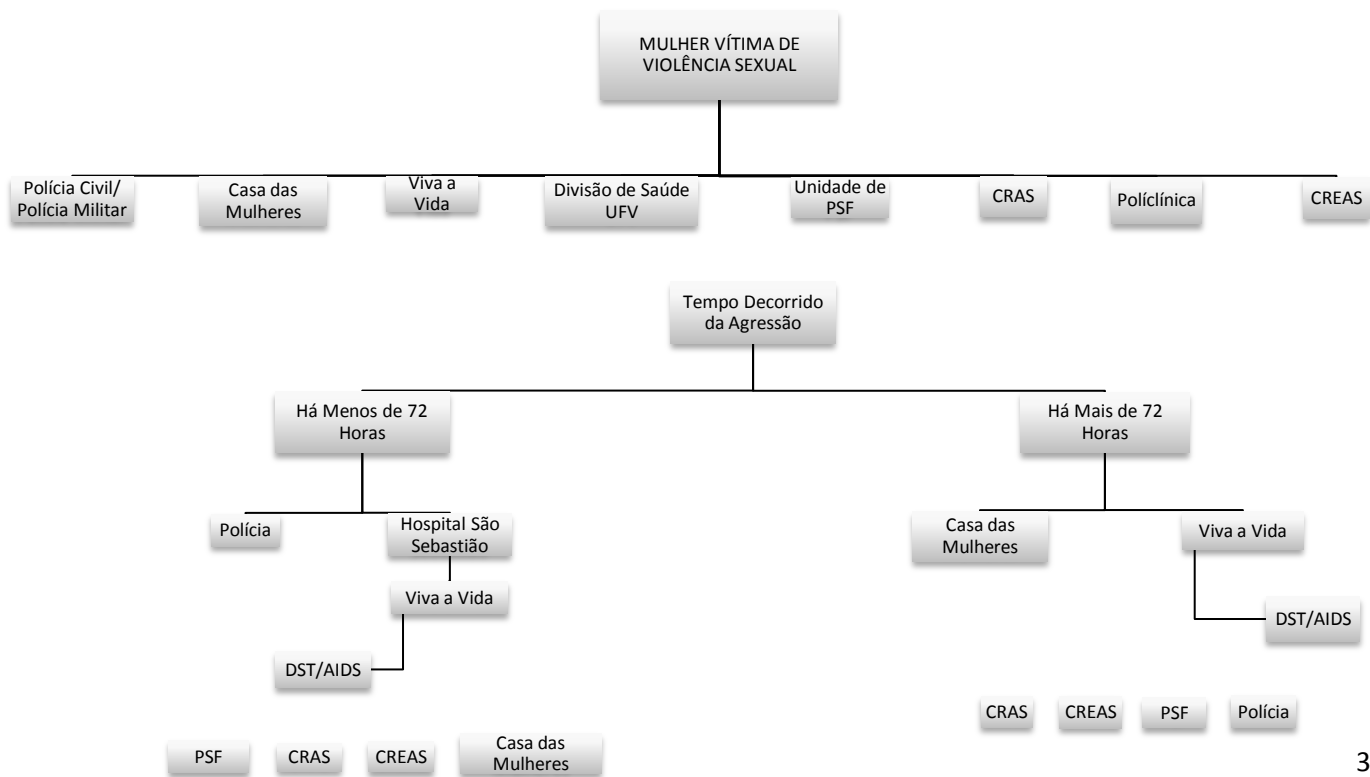 MULHER VÍTIMA DE
VIOLÊNCIA SEXUAL
Polícia Civil/
Polícia Militar
Casa das
Mulheres
Viva a
Vida
Divisão de Saúde
UFV
Unidade de
PSF
CRAS
Políclínica
CREAS
Tempo Decorrido
da Agressão
Há Menos de 72
Horas
Há Mais de 72
Horas
Polícia
Hospital São
Sebastião
Viva a Vida
DST/AIDS
Casa das
Mulheres
Viva a Vida
DST/AIDS
PSF
CRAS
CREAS
Casa das
Mulheres
CRAS
CREAS
PSF
Polícia
3